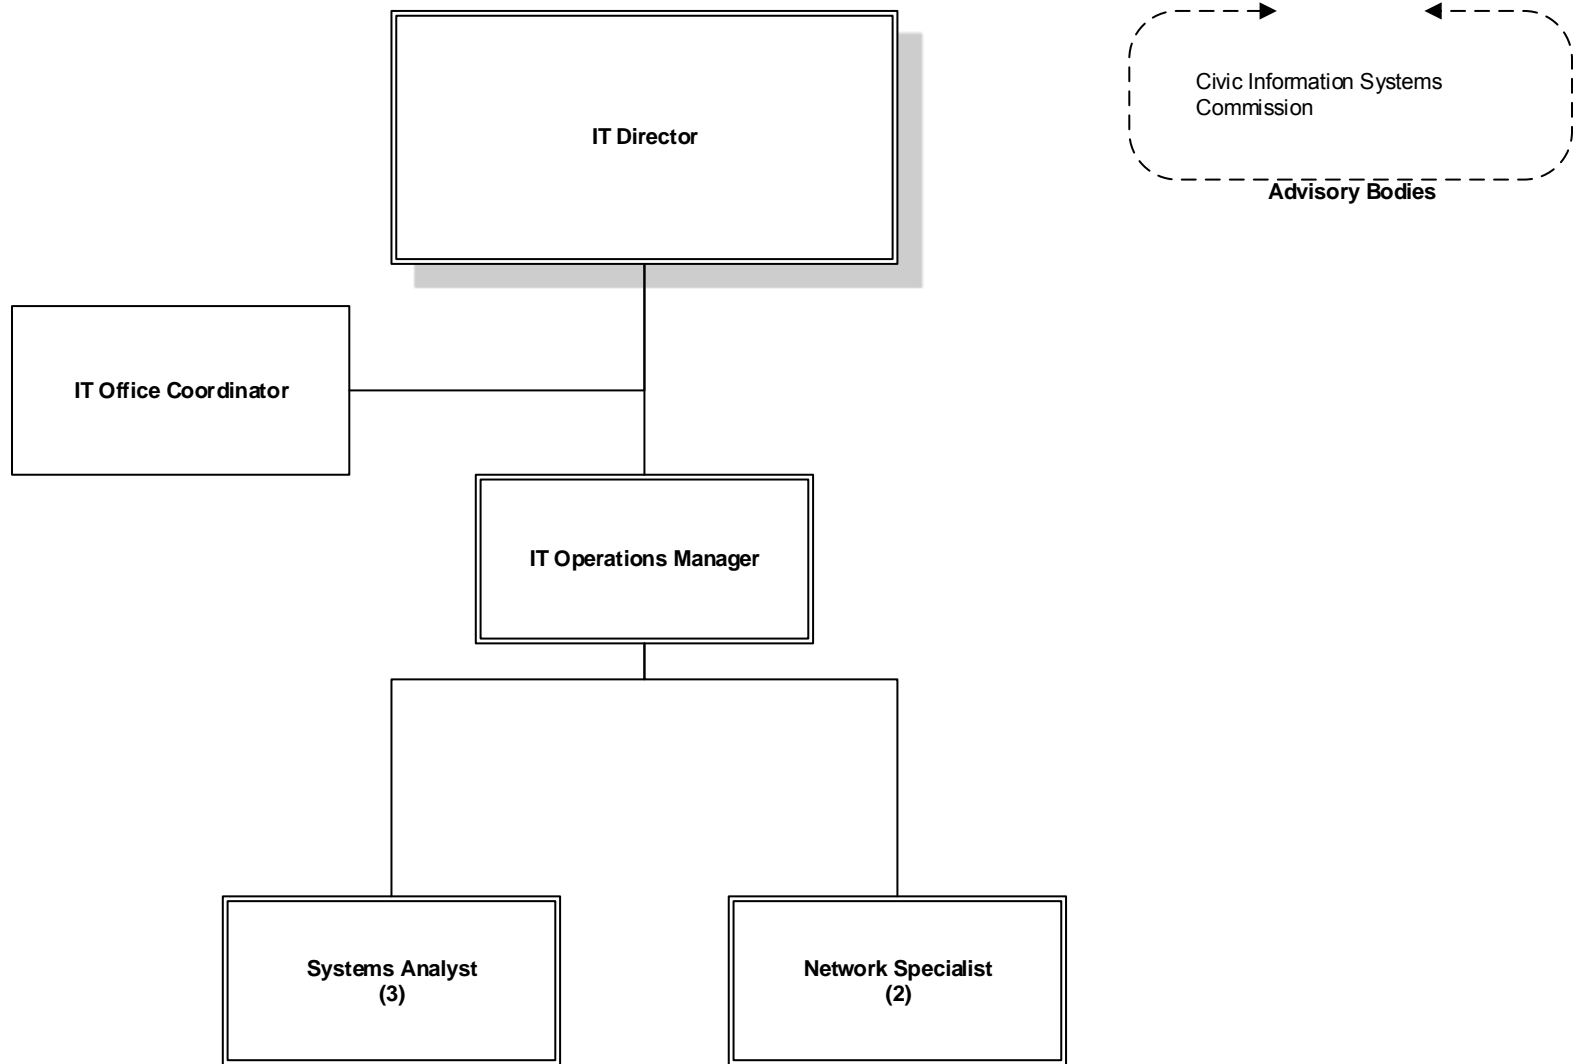 IT Director
Civic Information Systems
Commission
Advisory Bodies
IT Office Coordinator
IT Operations Manager
Systems Analyst
(3)
Network Specialist
(2)